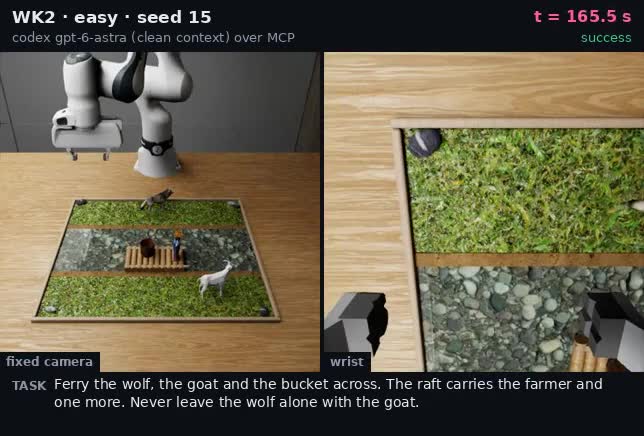 WK2 · easy · seed 15
t = 165.5 s
codex gpt-6-astra (clean context) over MCP
success
fixed camera
wrist
TASK Ferry the wolf, the goat and the bucket across. The raft carries the farmer and
one more. Never leave the wolf alone with the goat.